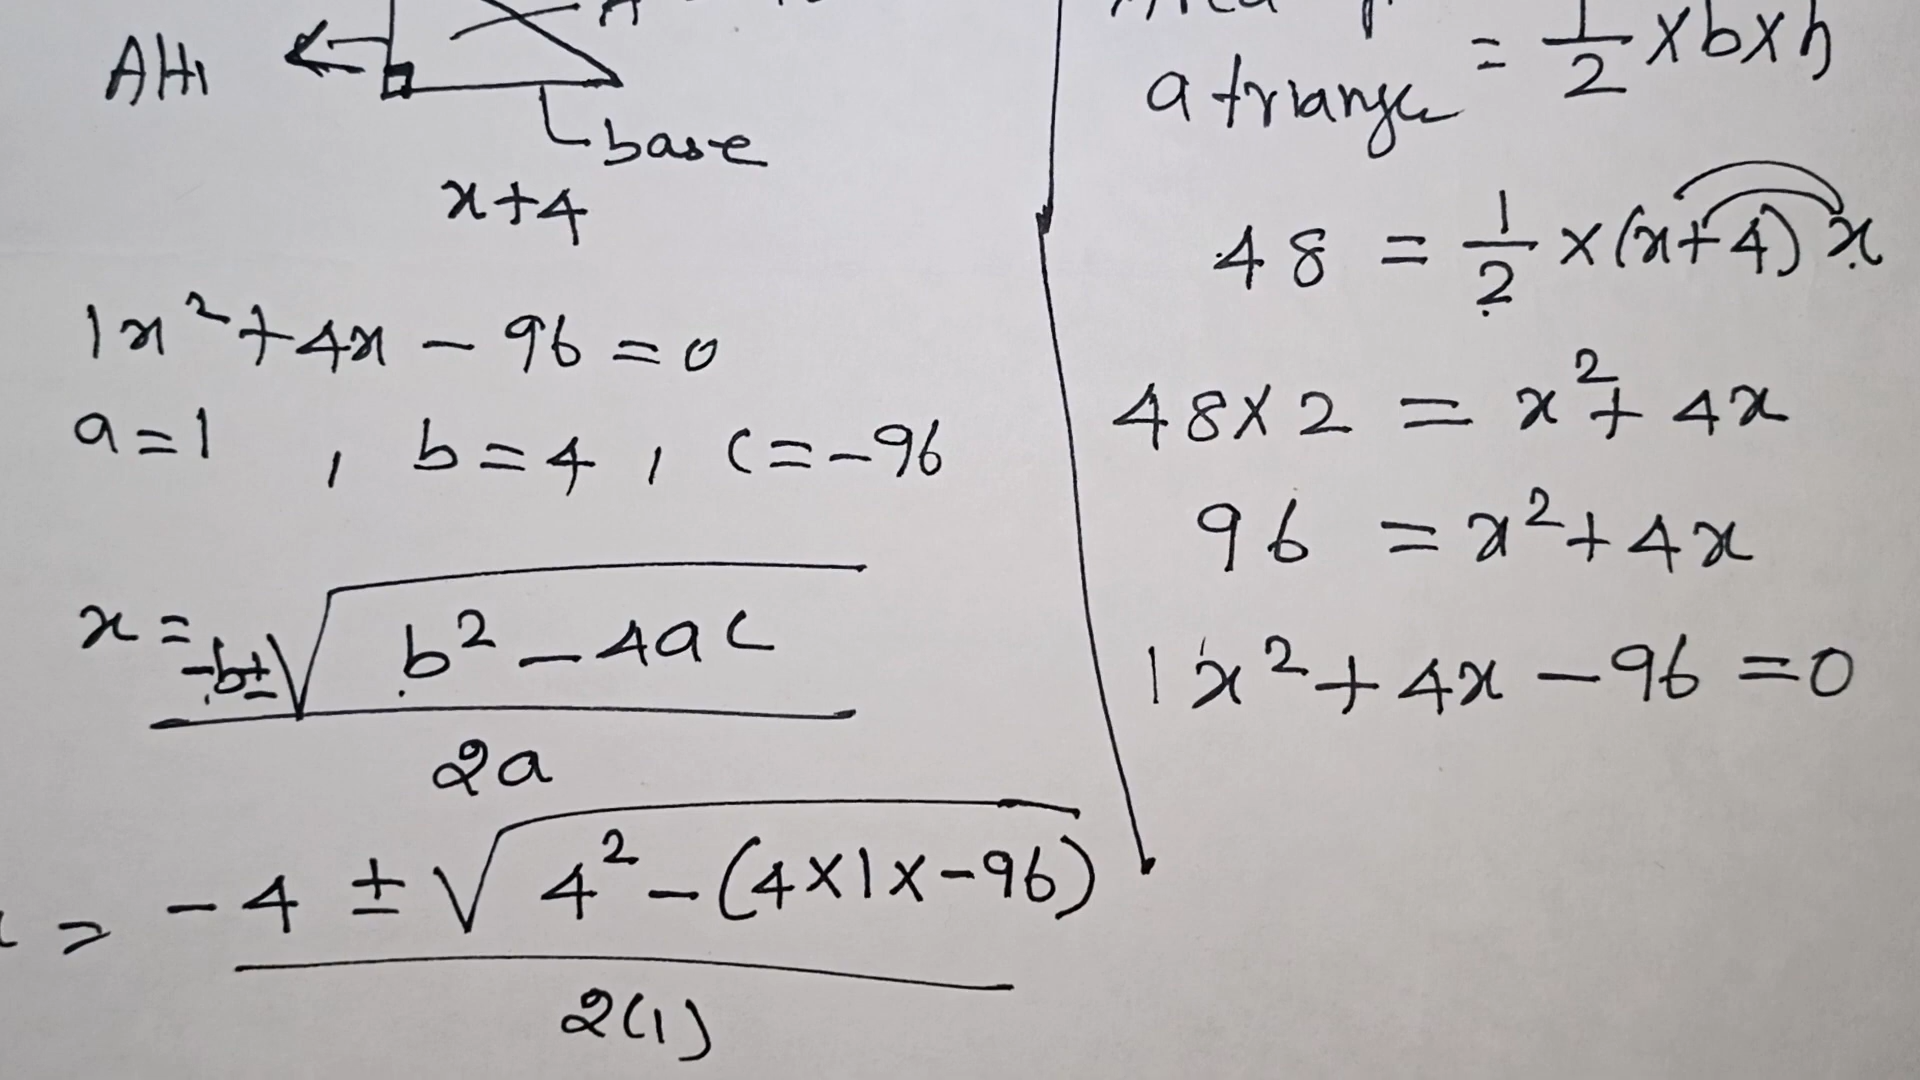 Alti
base
x+4
1x²+4x - 96 = 0
a=1 , b=4 , c=-96
x = -b±√b²-4ac
2a
= -4 ± √4² - (4×1×-96)
2(1)
a triangle = 1/2 ×b×h
48 = 1/2 ×(x+4) x
48×2 = x²+4x
96 = x²+4x
1x²+4x-96=0